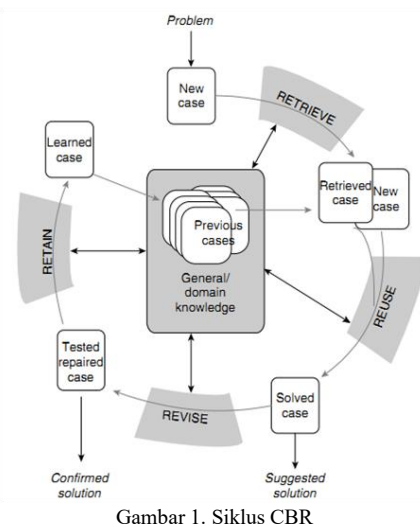 Problem
New
case
RETRIEVE
Learned
case
Retrieved
case
New
case
Previous
cases
General/
domain
knowledge
RETAIN
REUSE
Tested
repaired
case
REVISE
Solved
case
Confirmed
solution
Suggested
solution
Gambar 1. Siklus CBR